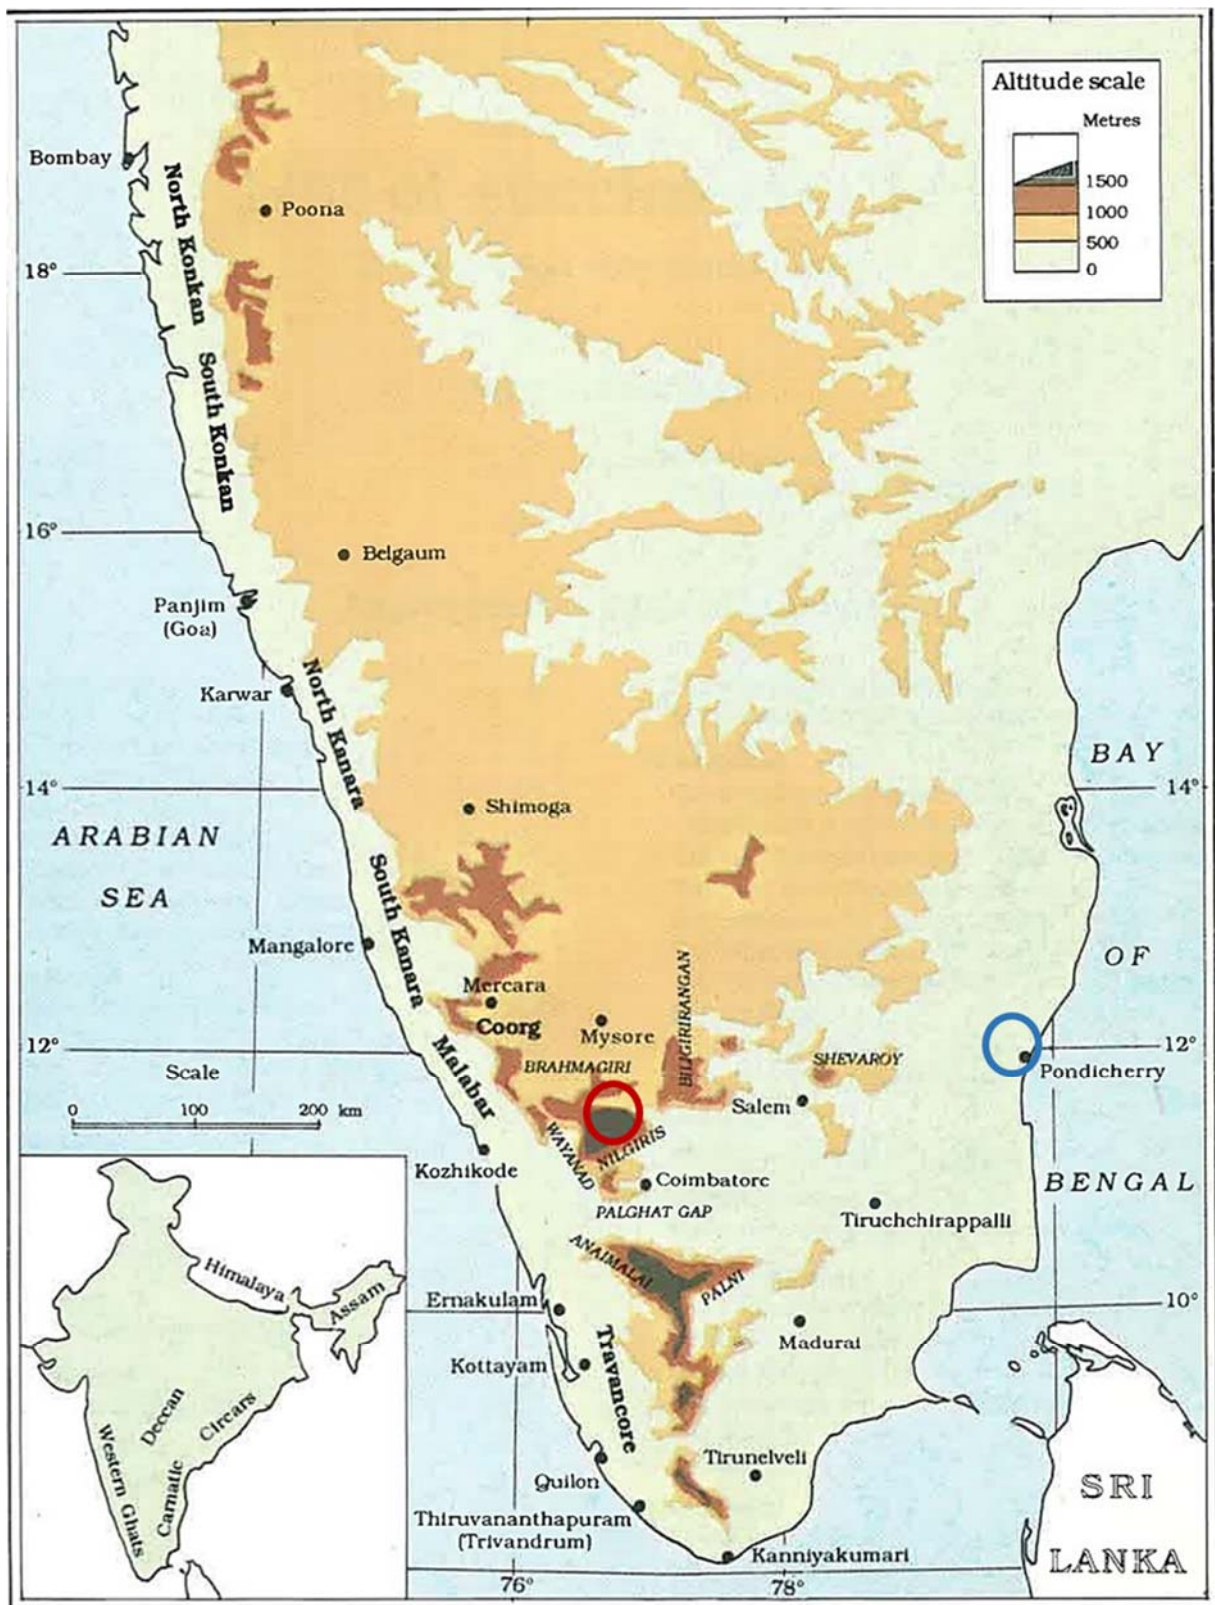 Altitude scale
Metres
1500
1000
500
0
Bombay
North Konkan
Poona
18°
South Konkan
16°
Belgaum
Panjim
(Goa)
Karwar
North Kanara
BAY
14°
14°
Shimoga
ARABIAN
SEA
South Kanara
Mangalore
OF
Mercara
Coorg
Mysore
BILIGIRIRANGAN
12°
12°
Malabar
BRAHMAGIRI
SHEVAROY
Pondicherry
Scale
0 100 200 km
Salem
WAYANAD
NILGIRIS
Kozhikode
Coimbatore
BENGAL
PALGHAT GAP
Tiruchchirappalli
ANAIMALAI
PALNI
Ernakulam
10°
Madurai
Kottayam
Travancore
Tirunelveli
Quilon
Thiruvananthapuram
(Trivandrum)
Kanniyakumari
SRI
LANKA
76°
78°
Himalaya
Assam
Deccan
Circars
Western Ghats
Carnatic